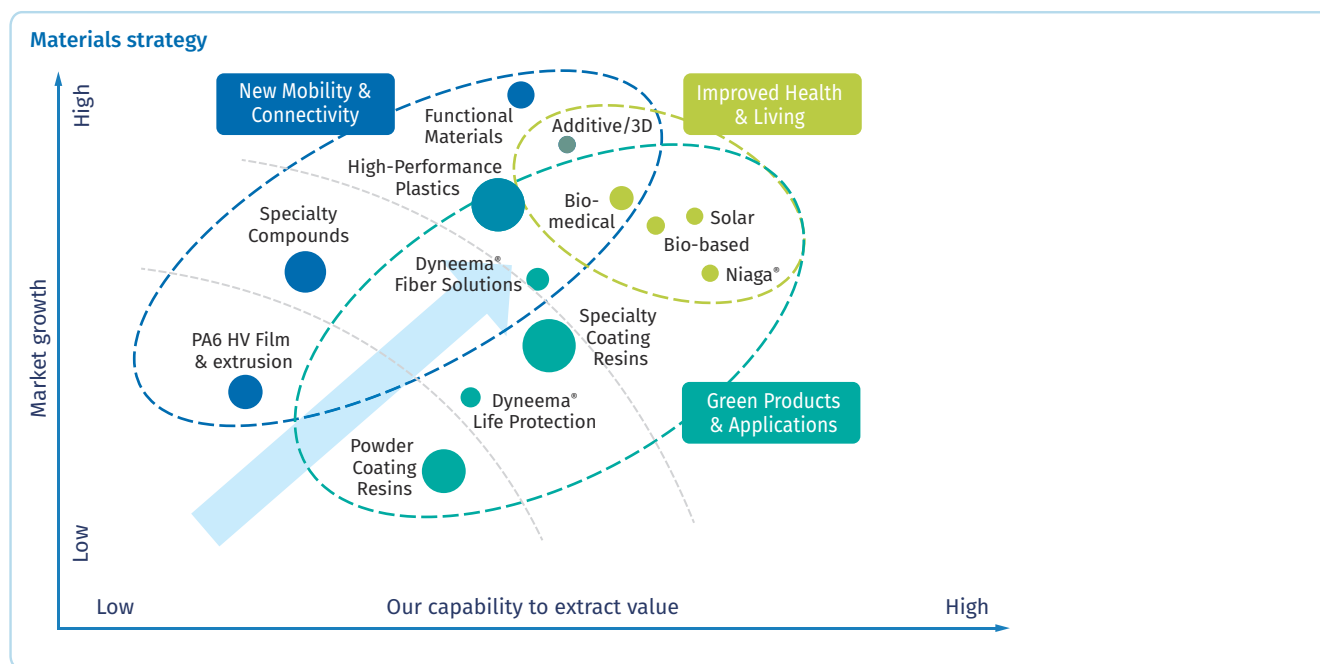 Materials strategy
High
New Mobility &
Connectivity
Functional
Materials
Improved Health
& Living
Additive/3D
High-Performance
Plastics
Bio-
medical
Solar
Bio-based
Niaga®
Specialty
Compounds
Dyneema®
Fiber Solutions
Specialty
Coating
Resins
PA6 HV Film
& extrusion
Market growth
Dyneema®
Life Protection
Green Products
& Applications
Powder
Coating
Resins
Low
Low
Our capability to extract value
High